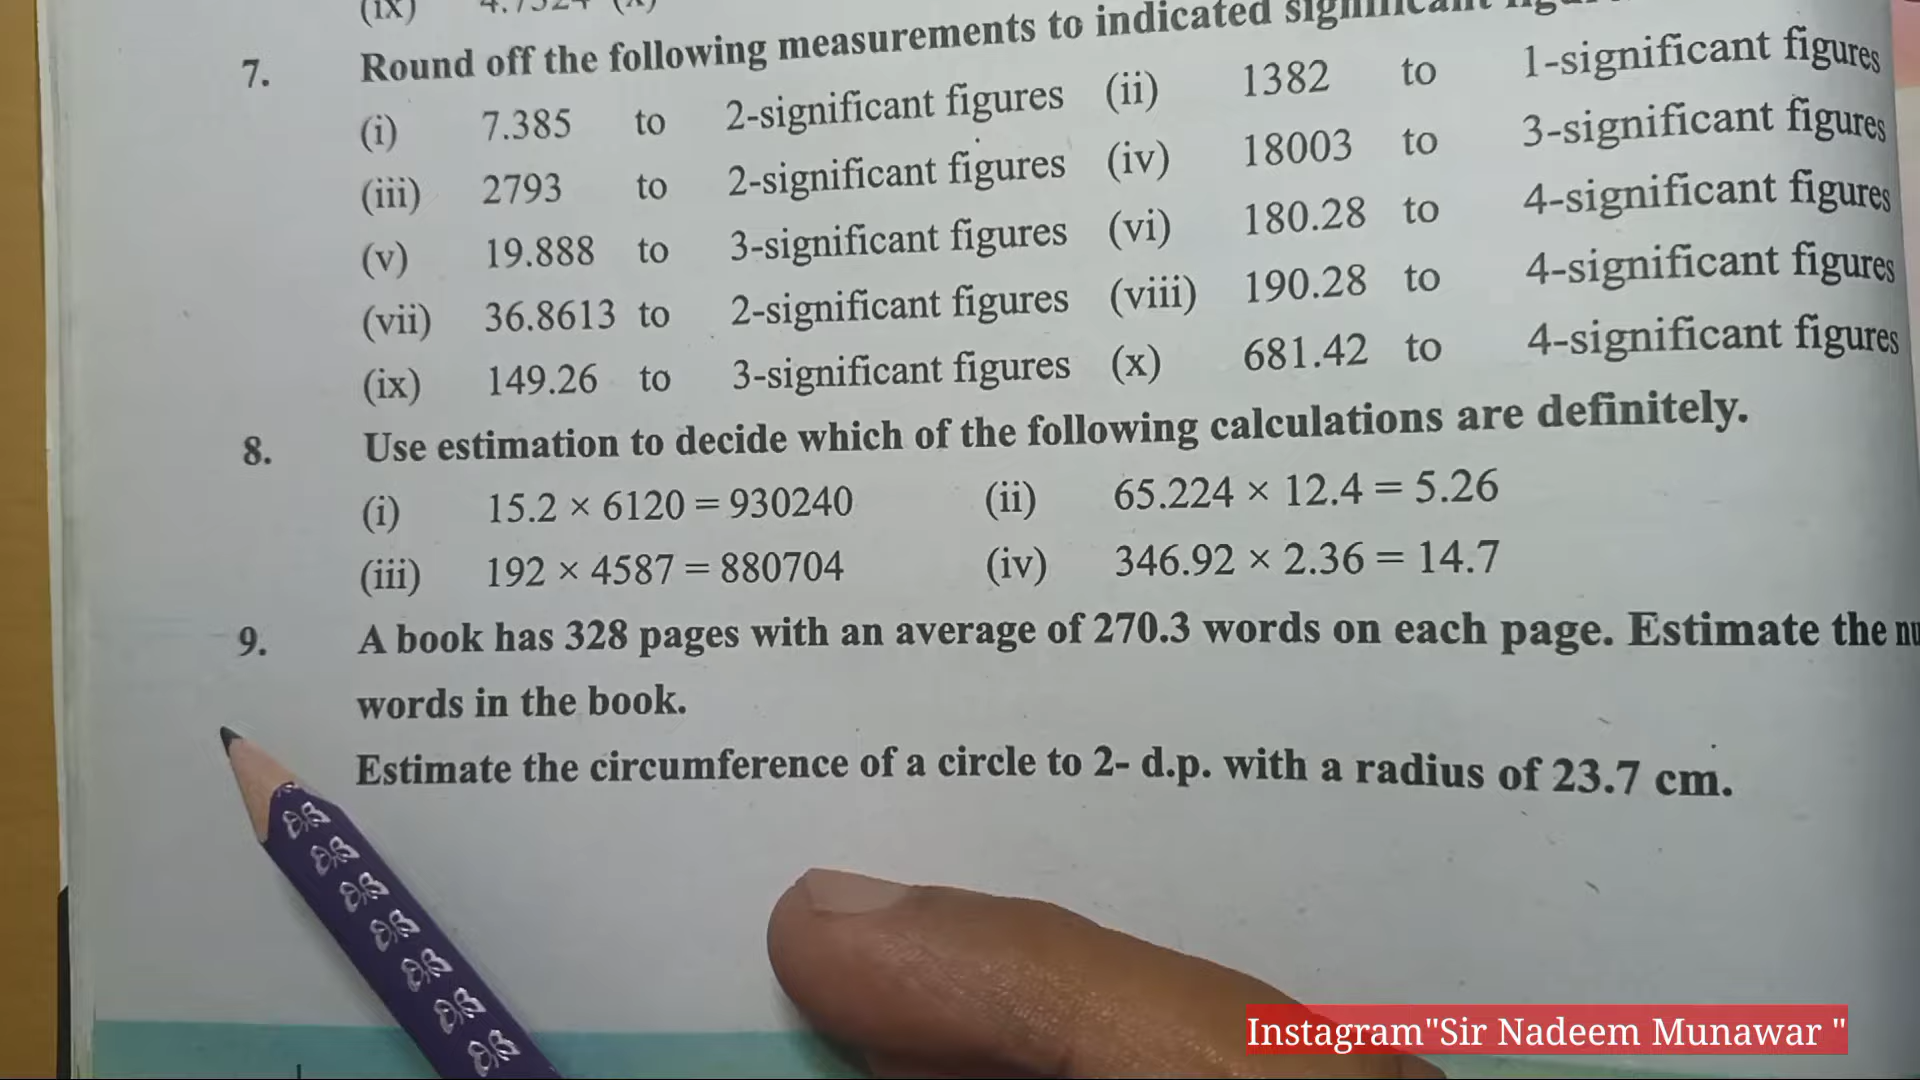 (ix) 4.7324 (x)
7. Round off the following measurements to indicated significant
(i) 7.385 to 2-significant figures (ii) 1382 to 1-significant figures
(iii) 2793 to 2-significant figures (iv) 18003 to 3-significant figures
(v) 19.888 to 3-significant figures (vi) 180.28 to 4-significant figures
(vii) 36.8613 to 2-significant figures (viii) 190.28 to 4-significant figures
(ix) 149.26 to 3-significant figures (x) 681.42 to 4-significant figures
8. Use estimation to decide which of the following calculations are definitely.
(i) 15.2 × 6120 = 930240 (ii) 65.224 × 12.4 = 5.26
(iii) 192 × 4587 = 880704 (iv) 346.92 × 2.36 = 14.7
9. A book has 328 pages with an average of 270.3 words on each page. Estimate the nu
words in the book.
Estimate the circumference of a circle to 2- d.p. with a radius of 23.7 cm.
Instagram"Sir Nadeem Munawar "